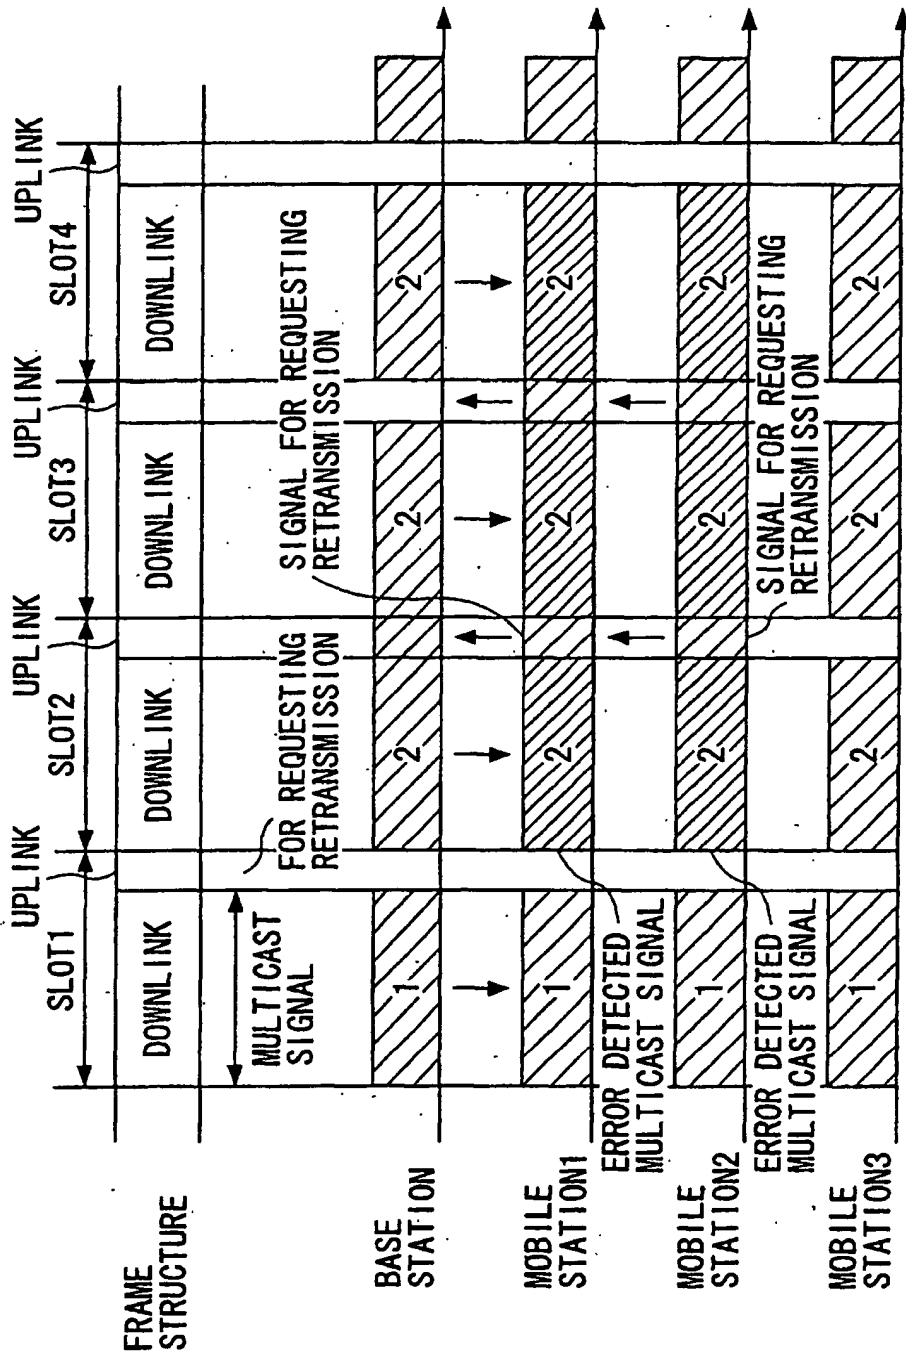 SLOT1
UPLINK
SLOT2
UPLINK
SLOT3
UPLINK
SLOT4
UPLINK
FRAME
STRUCTURE
DOWNLINK
DOWNLINK
DOWNLINK
DOWNLINK
MULTICAST
SIGNAL
FOR REQUESTING
RETRANSMISSION
SIGNAL FOR REQUESTING
RETRANSMISSION
BASE
STATION
1
2
2
2
MOBILE
STATION1
1
2
2
2
ERROR DETECTED
MULTICAST SIGNAL
MOBILE
STATION2
1
2
2
2
ERROR DETECTED
MULTICAST SIGNAL
SIGNAL FOR REQUESTING
RETRANSMISSION
MOBILE
STATION3
1
2
2
2